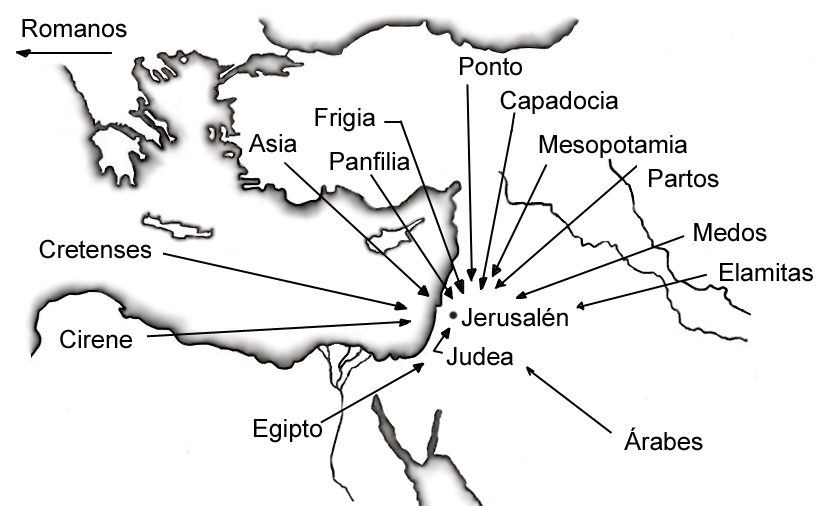 Romanos
Ponto
Capadocia
Frigia
Asia
Mesopotamia
Panfilia
Partos
Medos
Cretenses
Elamitas
Jerusalén
Cirene
Judea
Egipto
Árabes